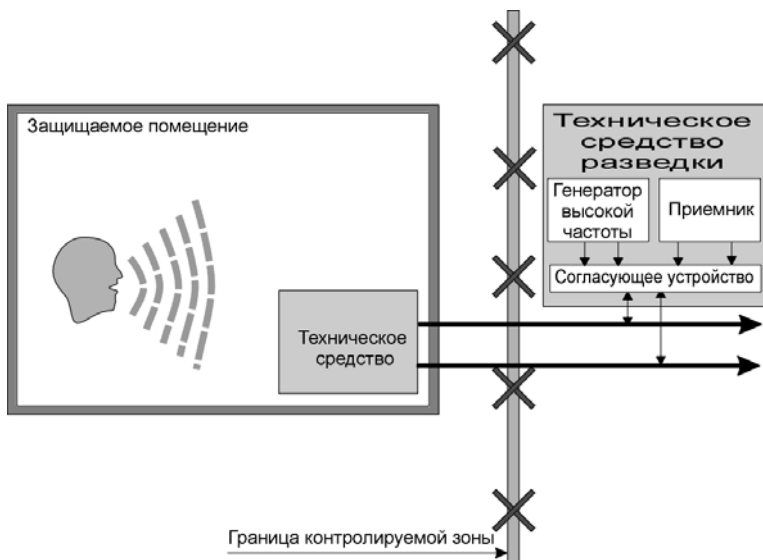 Защищаемое помещение
Техническое
средство
разведки
Генератор
высокой
частоты
Приемник
Согласующее устройство
Техническое
средство
Граница контролируемой зоны